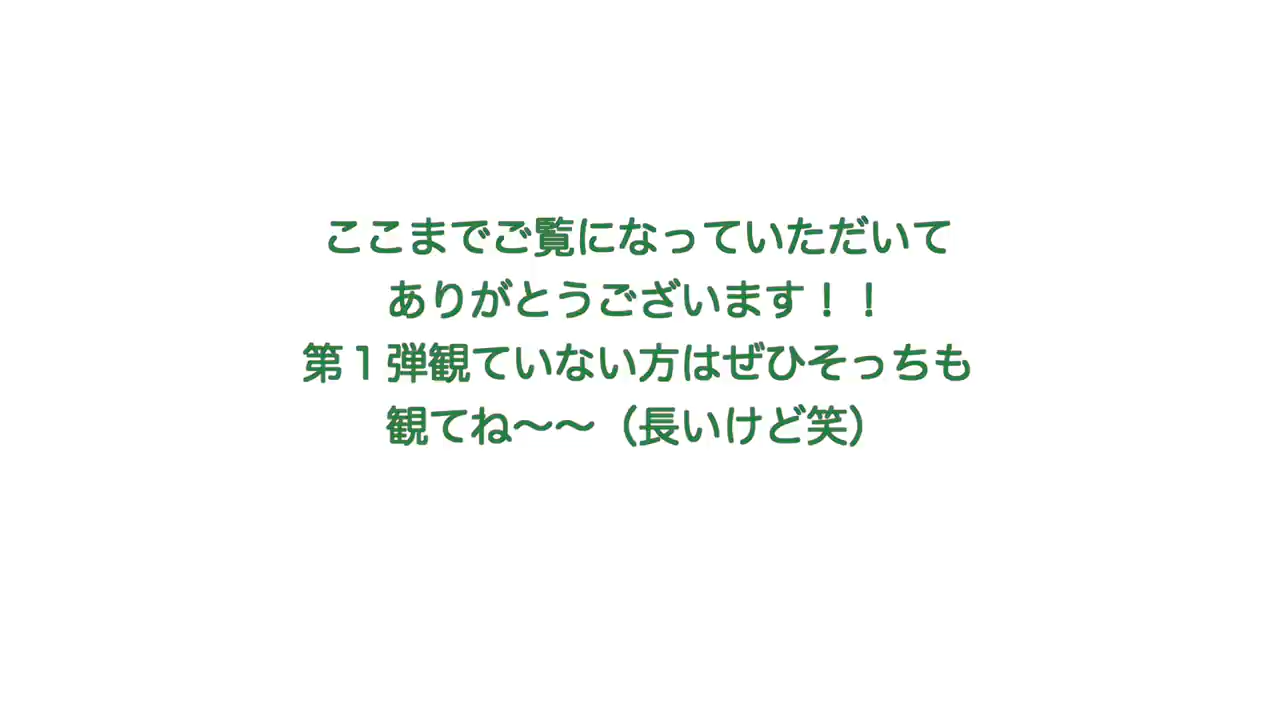 ここまでご覧になっていただいて
ありがとうございます！！
第１弾観ていない方はぜひそっちも
観てね〜〜（長いけど笑）